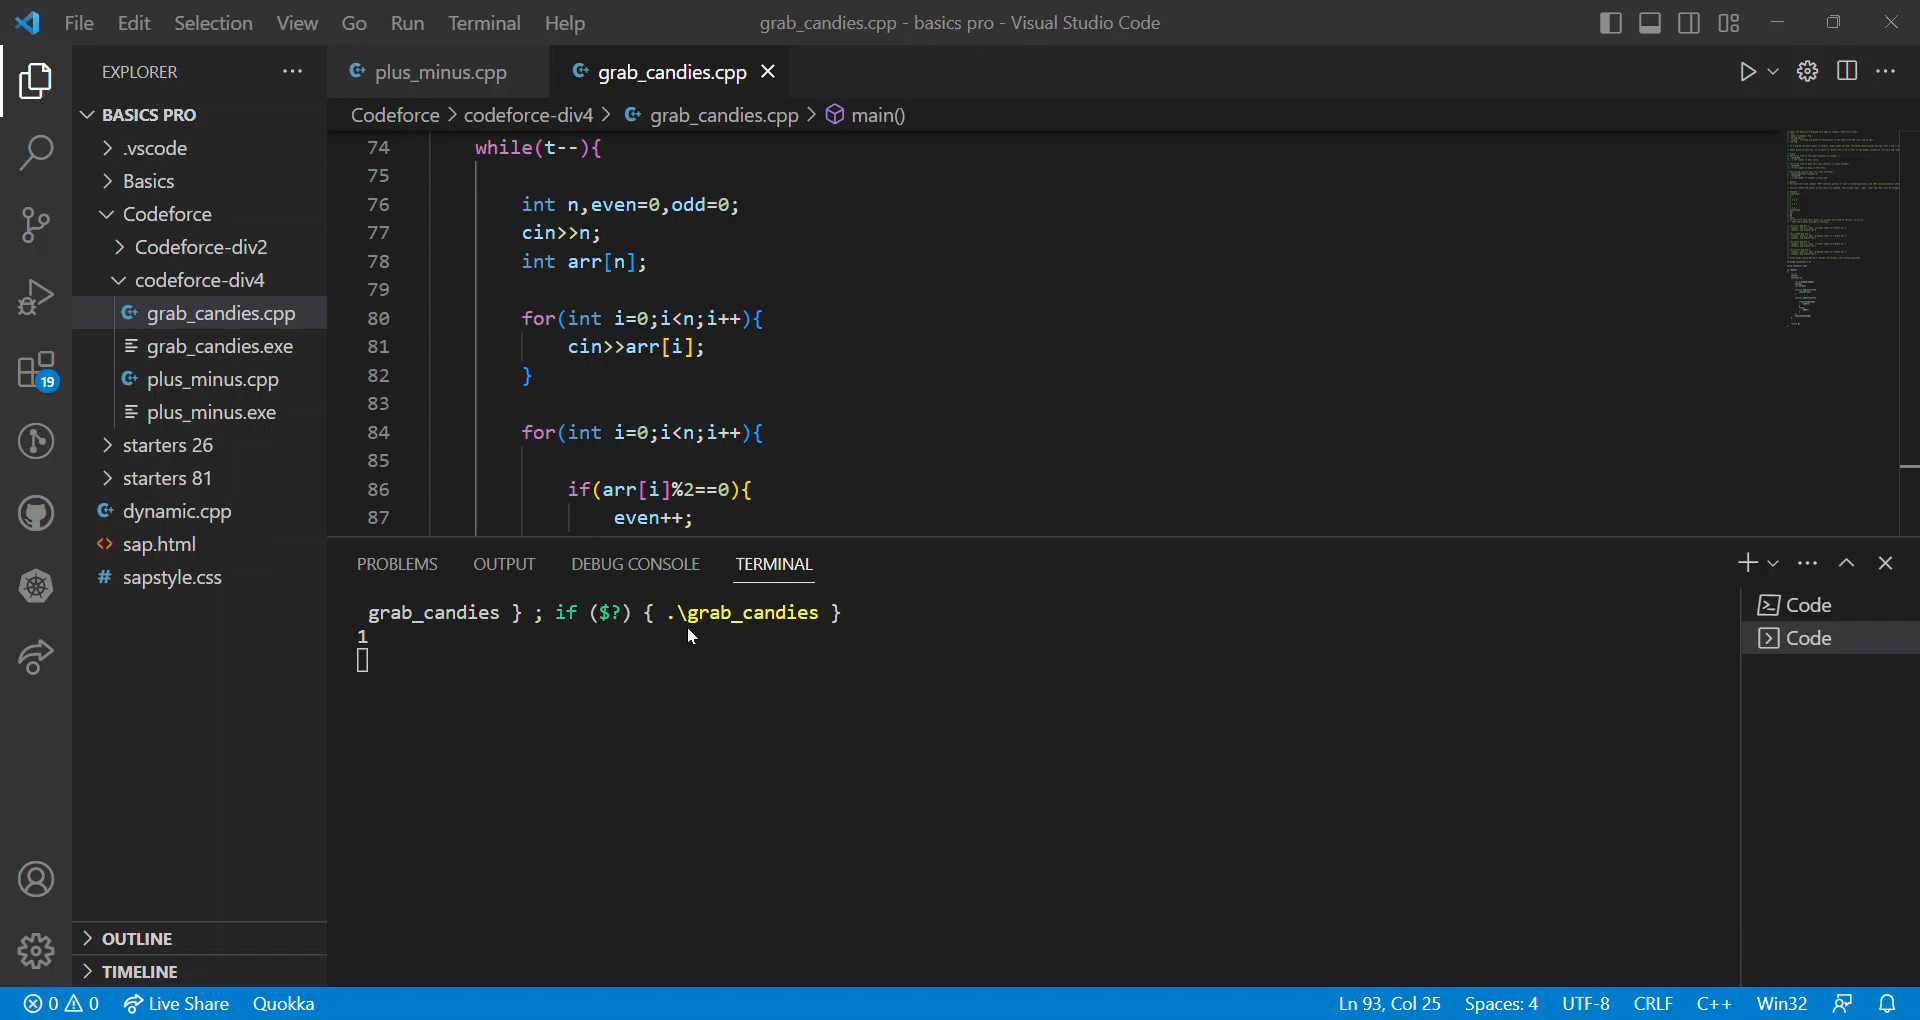 File Edit Selection View Go Run Terminal Help
grab_candies.cpp - basics pro - Visual Studio Code
EXPLORER
BASICS PRO
.vscode
Basics
Codeforce
Codeforce-div2
codeforce-div4
grab_candies.cpp
grab_candies.exe
plus_minus.cpp
plus_minus.exe
starters 26
starters 81
dynamic.cpp
sap.html
sapstyle.css
OUTLINE
TIMELINE
19
plus_minus.cpp
grab_candies.cpp
Codeforce > codeforce-div4 > grab_candies.cpp > main()
74 while(t--){
75
76 int n,even=0,odd=0;
77 cin>>n;
78 int arr[n];
79
80 for(int i=0;i<n;i++){
81 cin>>arr[i];
82 }
83
84 for(int i=0;i<n;i++){
85
86 if(arr[i]%2==0){
87 even++;
PROBLEMS OUTPUT DEBUG CONSOLE TERMINAL
grab_candies } ; if ($?) { .\grab_candies }
1
Code
Code
0 0 Live Share Quokka
Ln 93, Col 25 Spaces: 4 UTF-8 CRLF C++ Win32